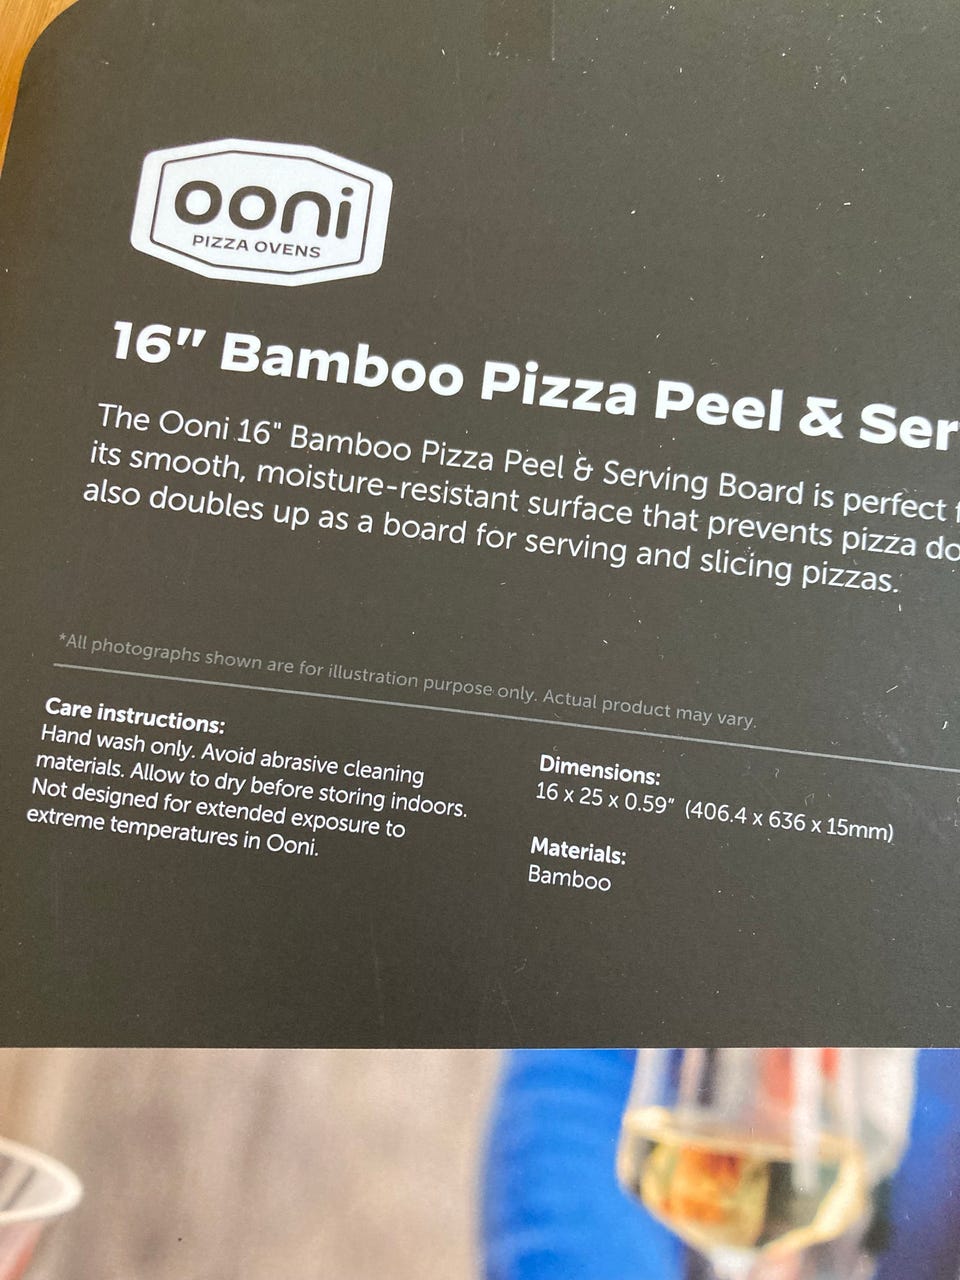 ooni
PIZZA OVENS
16″ Bamboo Pizza Peel & Ser
The Ooni 16" Bamboo Pizza Peel & Serving Board is perfect f
its smooth, moisture-resistant surface that prevents pizza do
also doubles up as a board for serving and slicing pizzas.
*All photographs shown are for illustration purpose only. Actual product may vary.
Care instructions:
Hand wash only. Avoid abrasive cleaning
materials. Allow to dry before storing indoors.
Not designed for extended exposure to
extreme temperatures in Ooni.
Dimensions:
16 x 25 x 0.59″ (406.4 x 636 x 15mm)
Materials:
Bamboo